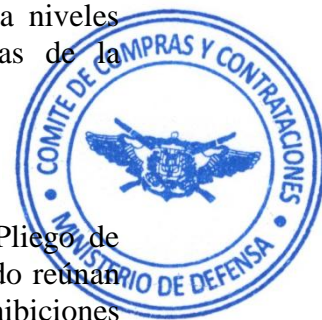 a niveles
as de la
COMITE DE COMPRAS Y CONTRATACIONES
MINISTERIO DE DEFENSA
Pliego de
do reúnan
hibiciones